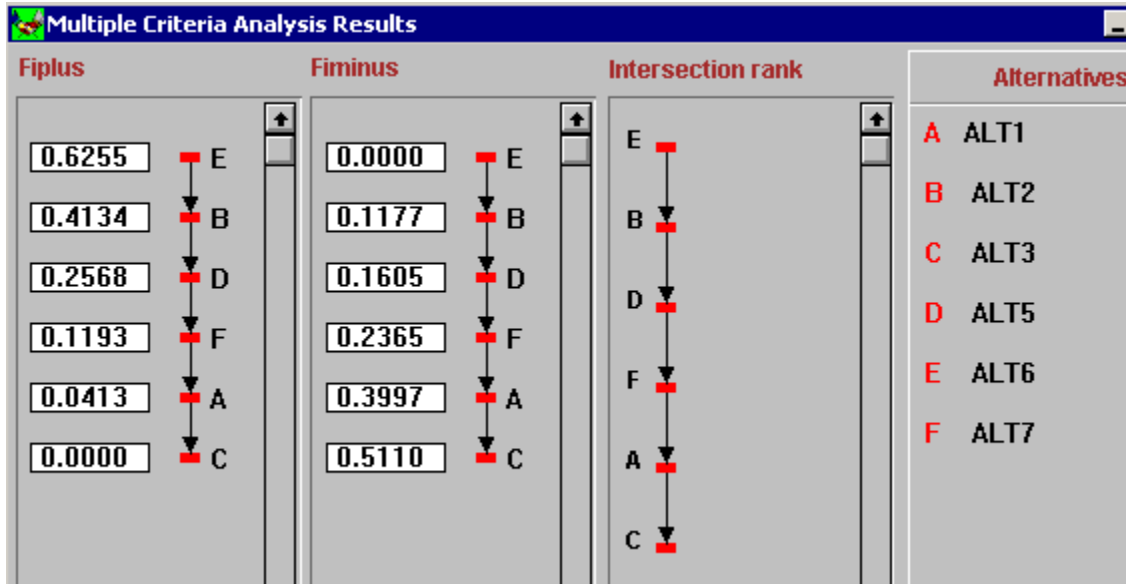 Multiple Criteria Analysis Results
Fiplus
0.6255 E
0.4134 B
0.2568 D
0.1193 F
0.0413 A
0.0000 C
Fiminus
0.0000 E
0.1177 B
0.1605 D
0.2365 F
0.3997 A
0.5110 C
Intersection rank
E
B
D
F
A
C
Alternatives
A ALT1
B ALT2
C ALT3
D ALT5
E ALT6
F ALT7